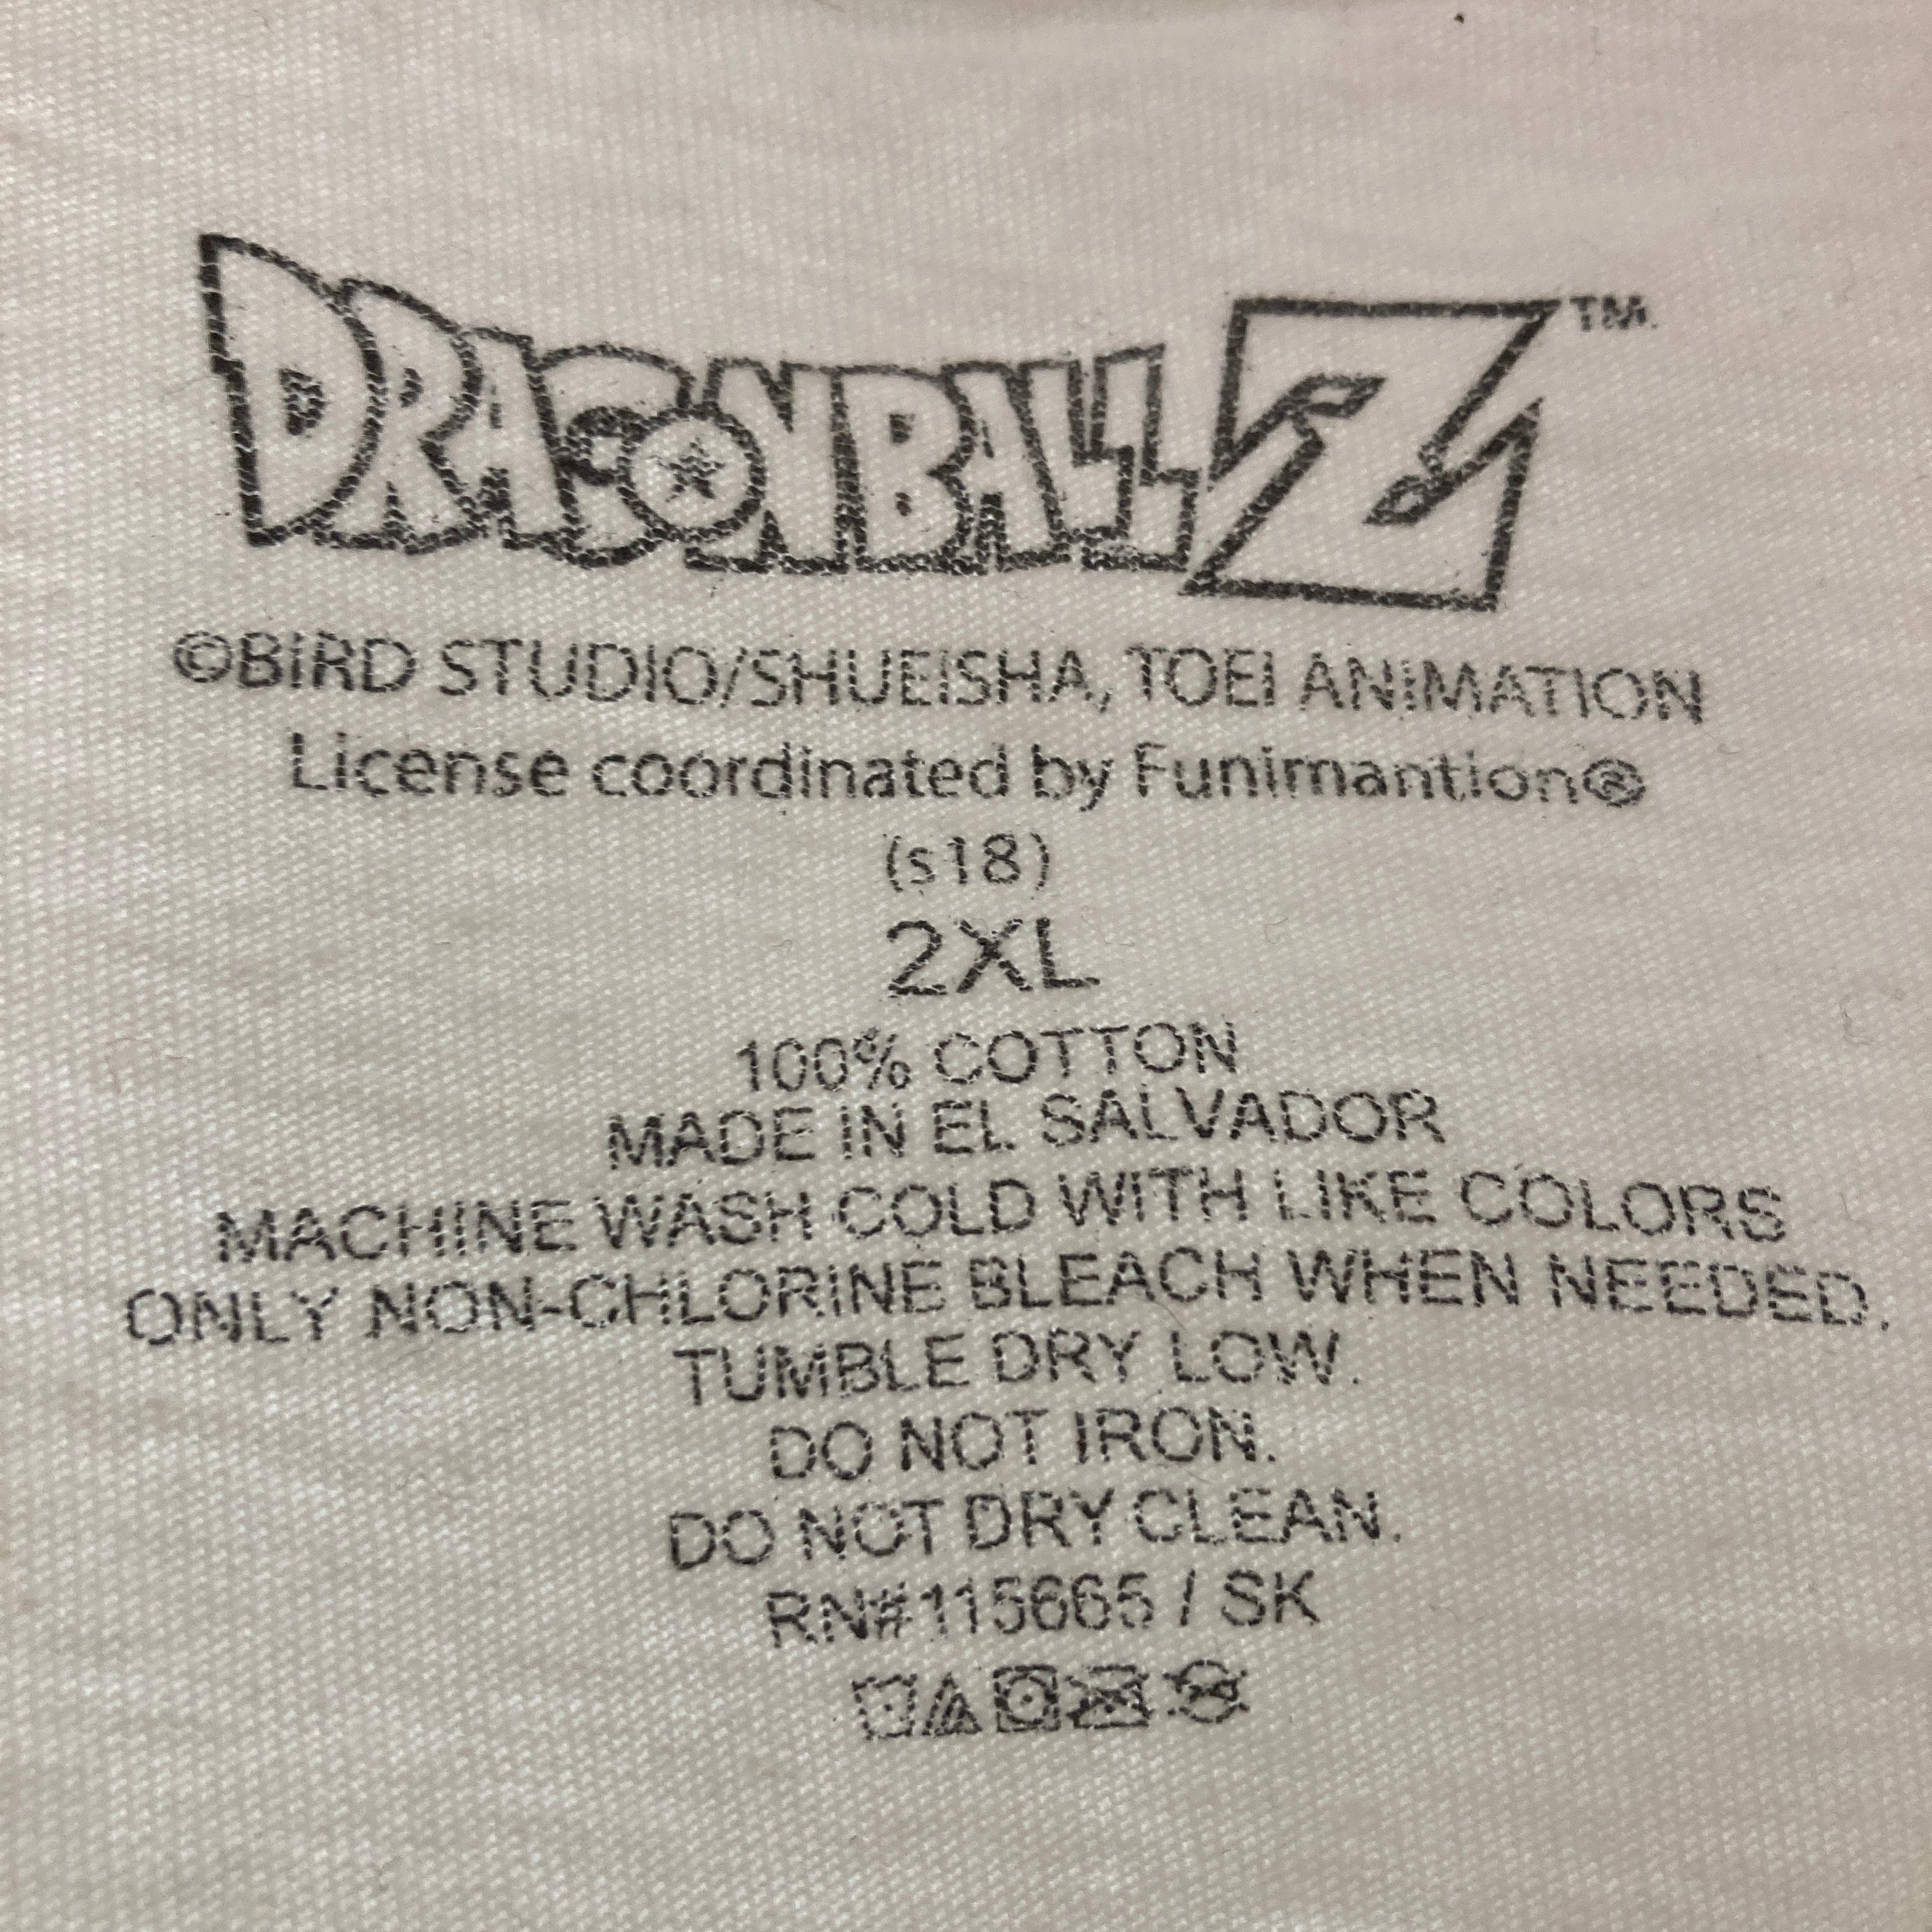 DRAGONBALL Z TM
©BIRD STUDIO/SHUEISHA, TOEI ANIMATION
License coordinated by Funimantion®
(s18)
2XL
100% COTTON
MADE IN EL SALVADOR
MACHINE WASH COLD WITH LIKE COLORS
ONLY NON-CHLORINE BLEACH WHEN NEEDED.
TUMBLE DRY LOW.
DO NOT IRON.
DO NOT DRY CLEAN.
RN#115665 / SK